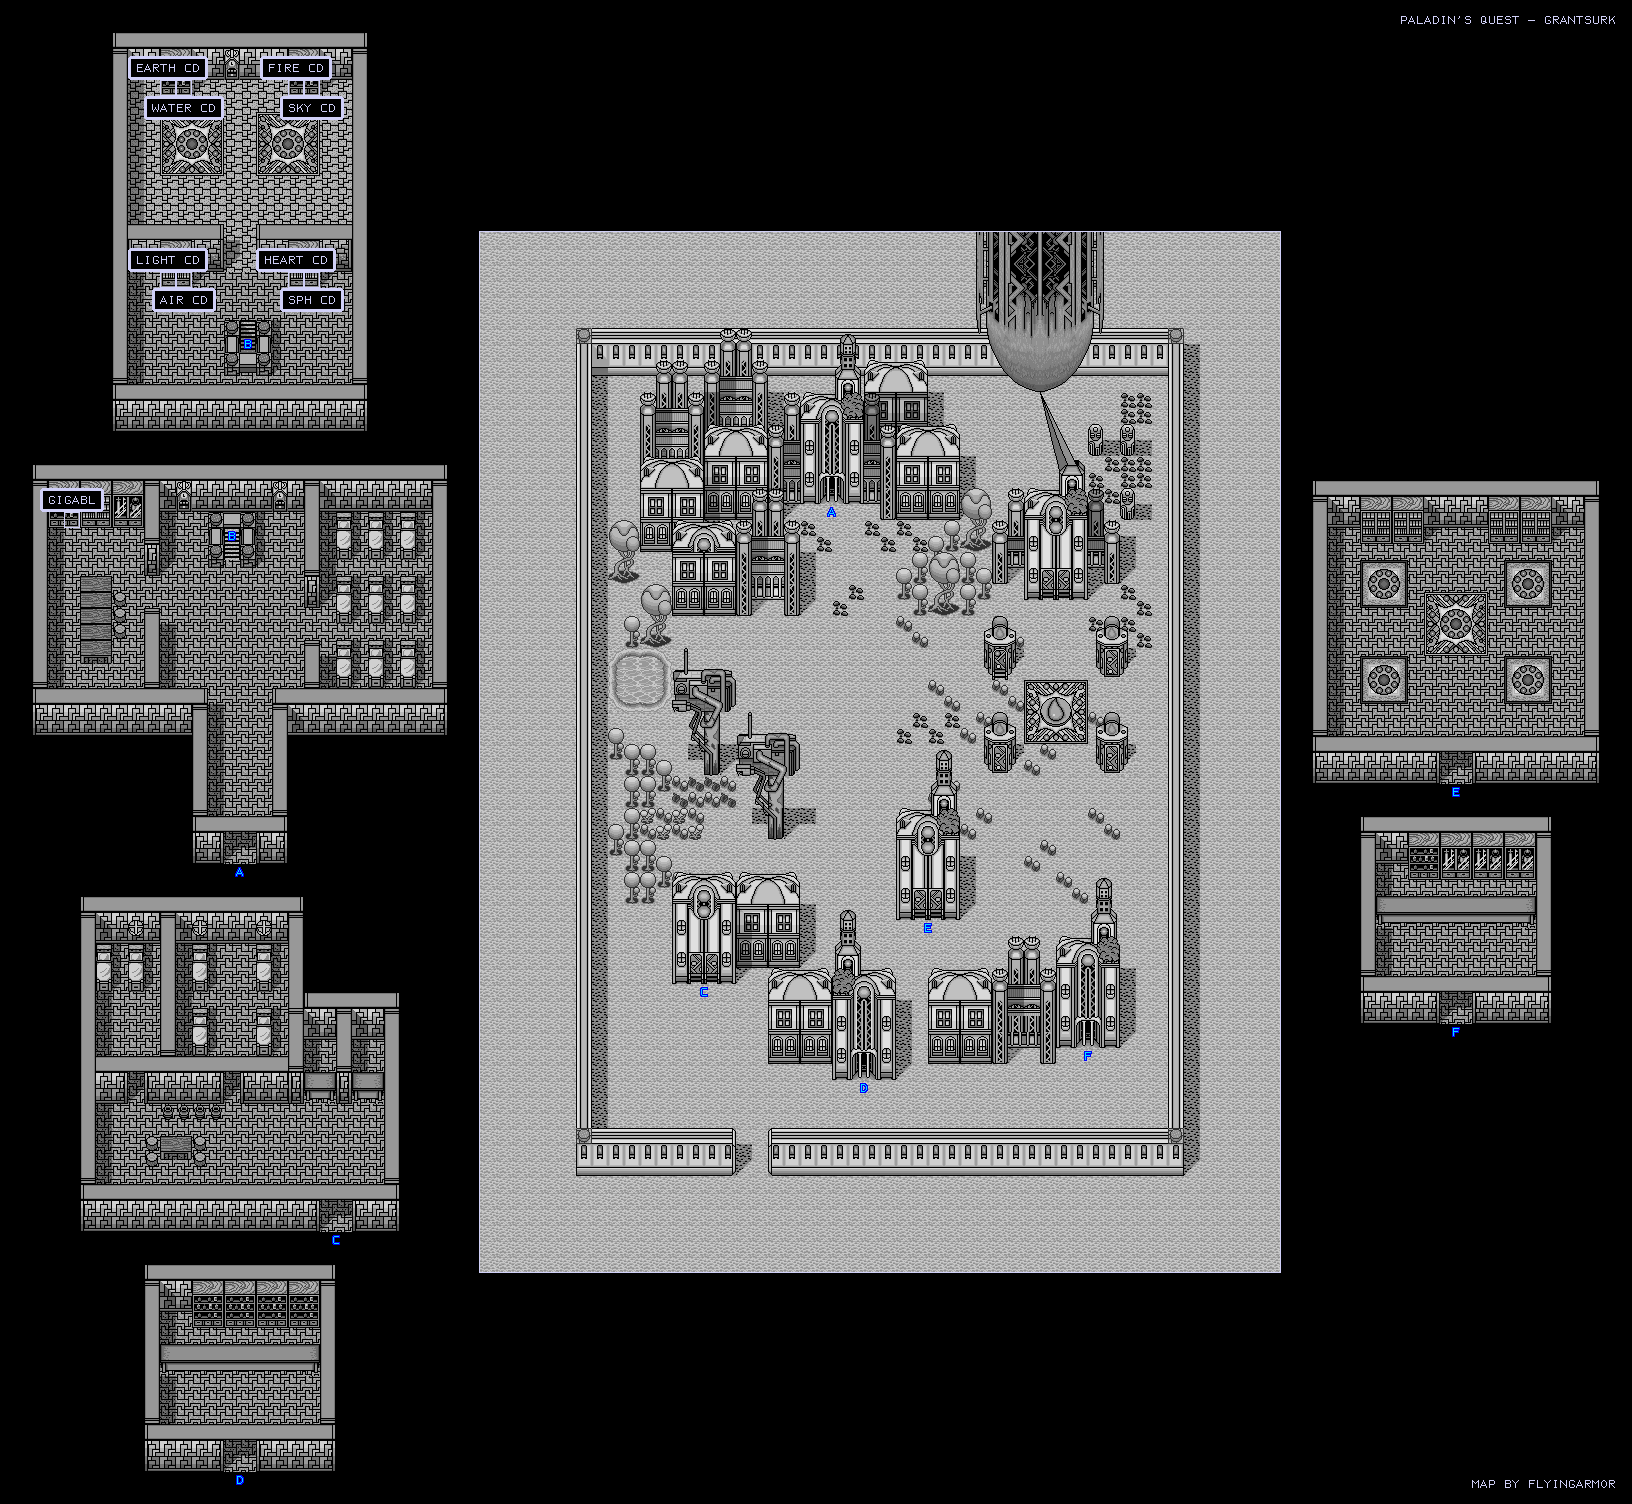 PALADIN'S QUEST – GRANTSURK
EARTH CD
FIRE CD
WATER CD
SKY CD
LIGHT CD
HEART CD
AIR CD
SPH CD
B
GIGABL
B
A
A
E
E
C
D
F
F
C
D
MAP BY FLYINGARMOR